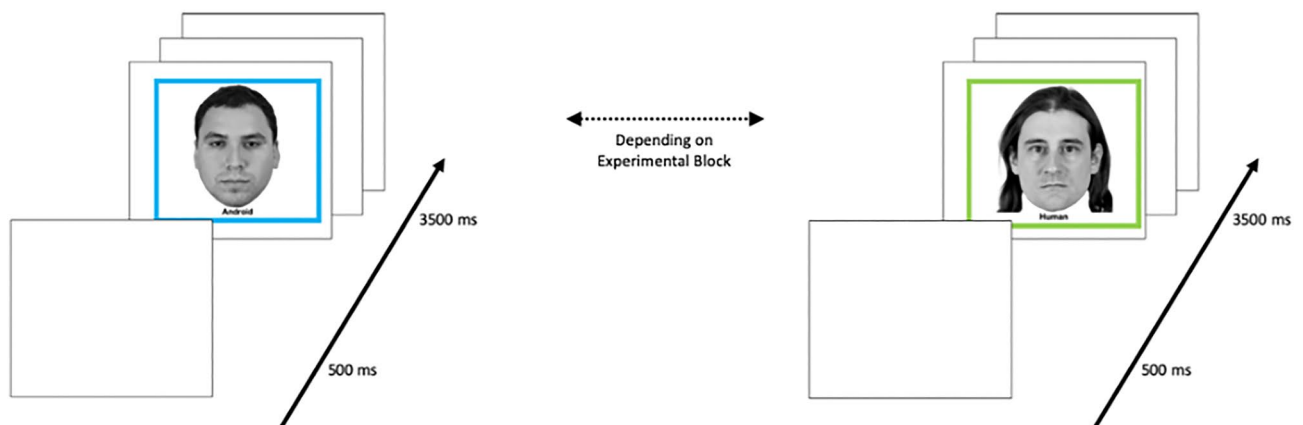 Android
Depending on
Experimental Block
Human
3500 ms
3500 ms
500 ms
500 ms